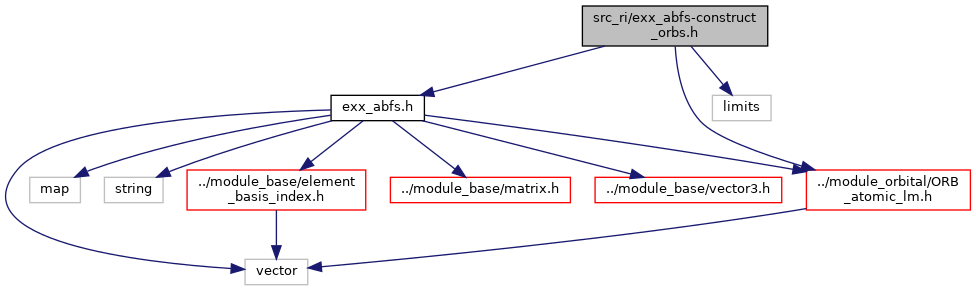 src_ri/exx_abfs-construct
_orbs.h
exx_abfs.h
limits
map
string
../module_base/element
_basis_index.h
../module_base/matrix.h
../module_base/vector3.h
../module_orbital/ORB
_atomic_lm.h
vector